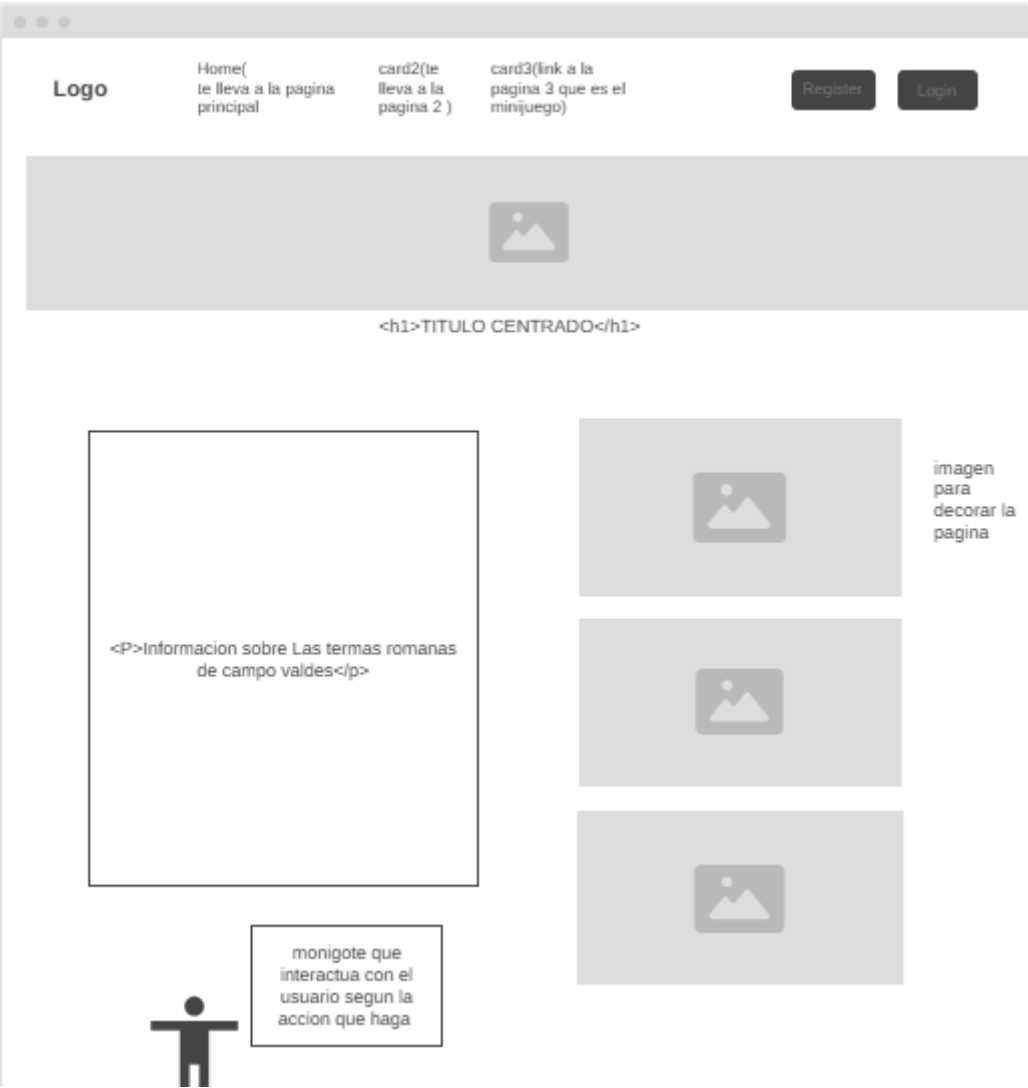 Logo
Home(
te lleva a la pagina
principal
card2(te
lleva a la
pagina 2 )
card3(link a la
pagina 3 que es el
minijuego)
Register
Login
<h1>TITULO CENTRADO</h1>
imagen
para
decorar la
pagina
<P>Informacion sobre Las termas romanas
de campo valdes</p>
monigote que
interactua con el
usuario segun la
accion que haga